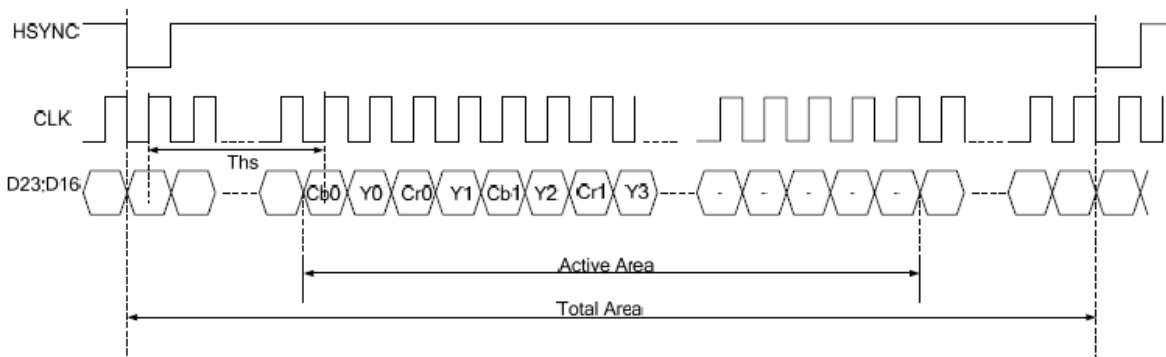 HSYNC
CLK
Ths
D23:D16
Cb0 Y0 Cr0 Y1 Cb1 Y2 Cr1 Y3 - - - - -
Active Area
Total Area